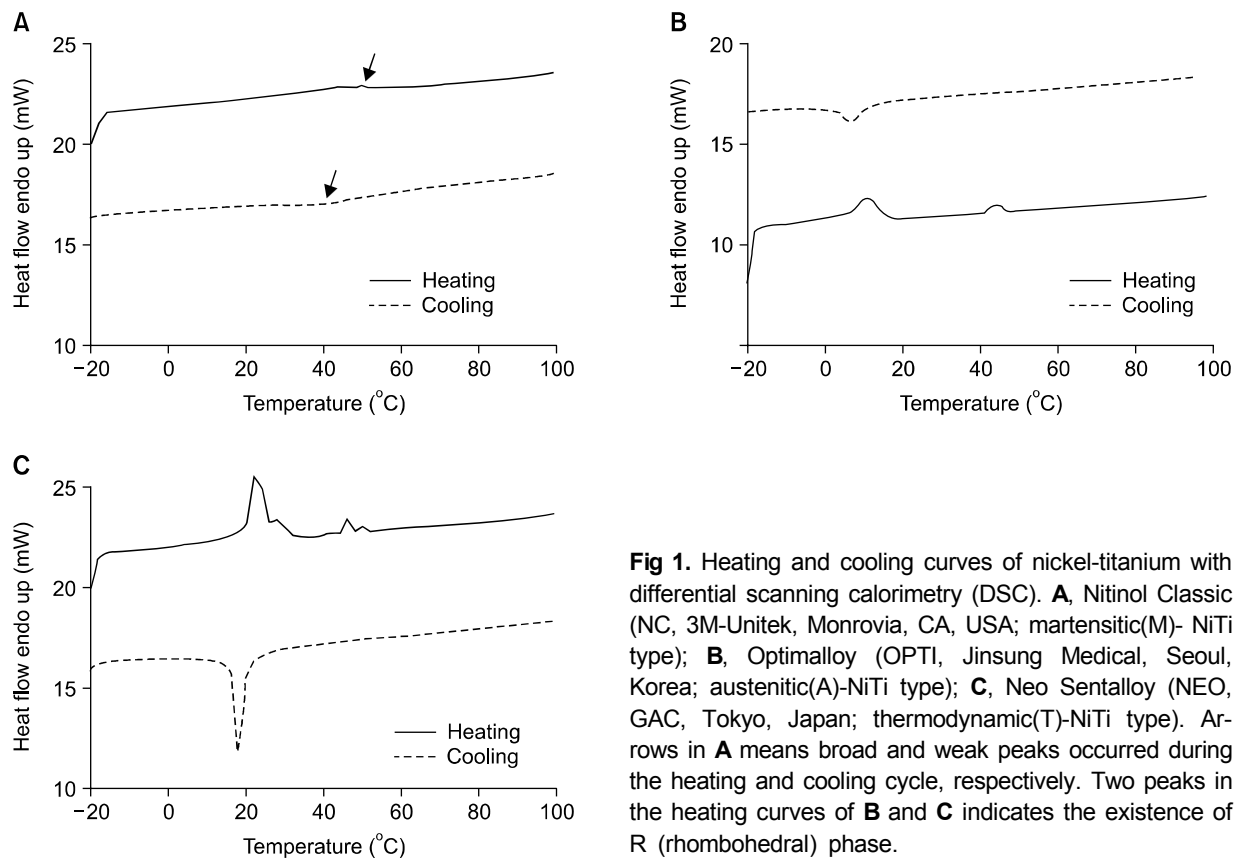 A
25
20
15
10
Heat flow endo up (mW)
Heating
Cooling
−20 0 20 40 60 80 100
Temperature (°C)
B
20
15
10
Heat flow endo up (mW)
Heating
Cooling
−20 0 20 40 60 80 100
Temperature (°C)
C
25
20
15
10
Heat flow endo up (mW)
Heating
Cooling
−20 0 20 40 60 80 100
Temperature (°C)
Fig 1. Heating and cooling curves of nickel-titanium with
differential scanning calorimetry (DSC). A, Nitinol Classic
(NC, 3M-Unitek, Monrovia, CA, USA; martensitic(M)- NiTi
type); B, Optimalloy (OPTI, Jinsung Medical, Seoul,
Korea; austenitic(A)-NiTi type); C, Neo Sentalloy (NEO,
GAC, Tokyo, Japan; thermodynamic(T)-NiTi type). Ar-
rows in A means broad and weak peaks occurred during
the heating and cooling cycle, respectively. Two peaks in
the heating curves of B and C indicates the existence of
R (rhombohedral) phase.